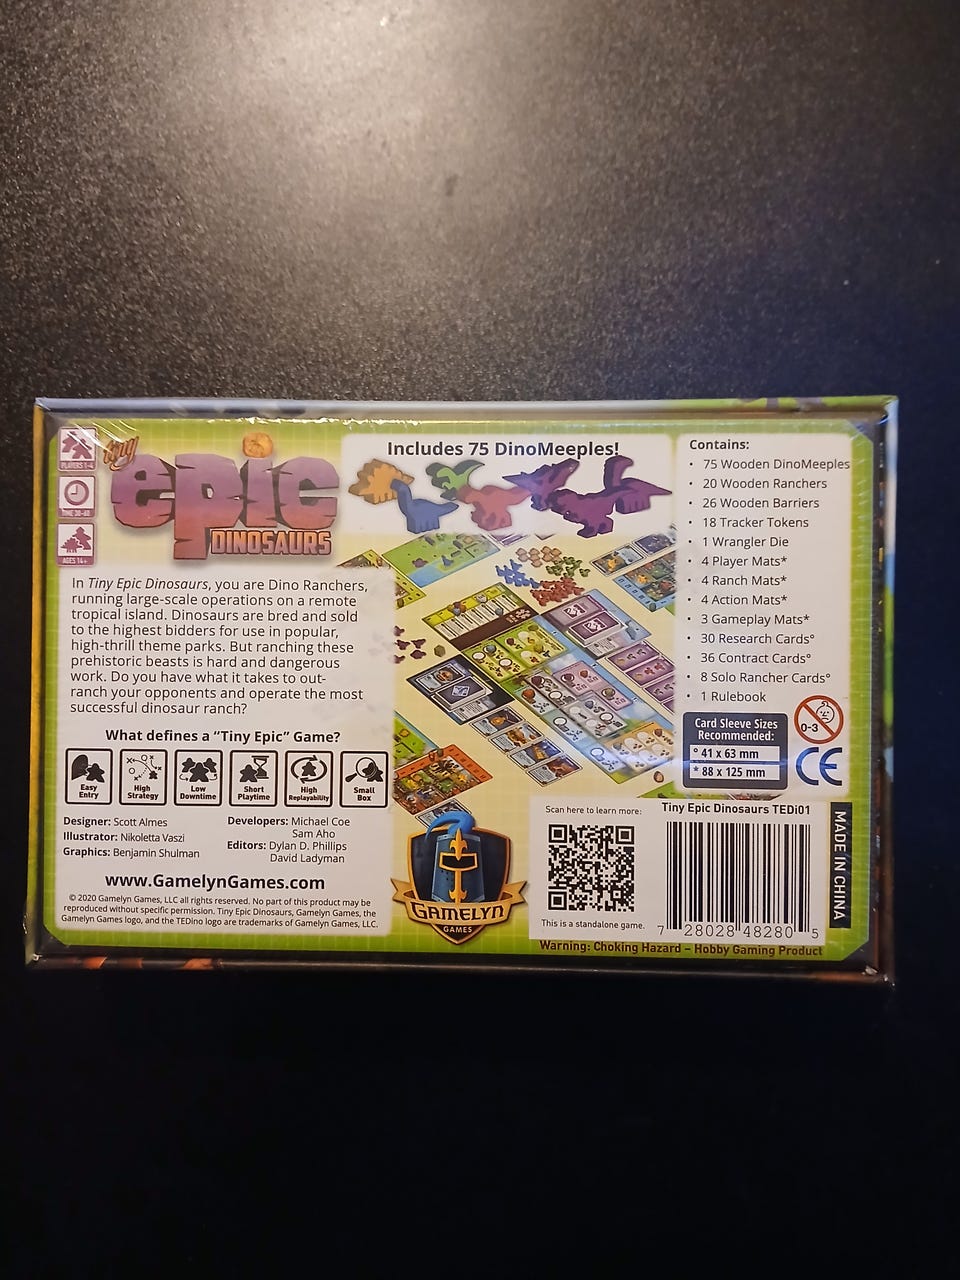 PLAYERS 1-4
TIME 30-60
AGES 14+
tiny
epic
DINOSAURS
In Tiny Epic Dinosaurs, you are Dino Ranchers,
running large-scale operations on a remote
tropical island. Dinosaurs are bred and sold
to the highest bidders for use in popular,
high-thrill theme parks. But ranching these
prehistoric beasts is hard and dangerous
work. Do you have what it takes to out-
ranch your opponents and operate the most
successful dinosaur ranch?
What defines a “Tiny Epic” Game?
Easy Entry
High Strategy
Low Downtime
Short Playtime
High Replayability
Small Box
Designer: Scott Almes
Illustrator: Nikoletta Vaszi
Graphics: Benjamin Shulman
Developers: Michael Coe
Sam Aho
Editors: Dylan D. Phillips
David Ladyman
www.GamelynGames.com
© 2020 Gamelyn Games, LLC all rights reserved. No part of this product may be
reproduced without specific permission. Tiny Epic Dinosaurs, Gamelyn Games, the
Gamelyn Games logo, and the TEDino logo are trademarks of Gamelyn Games, LLC.
Includes 75 DinoMeeples!
GAMELYN
GAMES
Contains:
• 75 Wooden DinoMeeples
• 20 Wooden Ranchers
• 26 Wooden Barriers
• 18 Tracker Tokens
• 1 Wrangler Die
• 4 Player Mats*
• 4 Ranch Mats*
• 4 Action Mats*
• 3 Gameplay Mats*
• 30 Research Cards°
• 36 Contract Cards°
• 8 Solo Rancher Cards°
• 1 Rulebook
Card Sleeve Sizes
Recommended:
° 41 x 63 mm
* 88 x 125 mm
0-3
CE
Scan here to learn more:
This is a standalone game.
Tiny Epic Dinosaurs TEDi01
7 28028 48280 5
MADE IN CHINA
Warning: Choking Hazard – Hobby Gaming Product